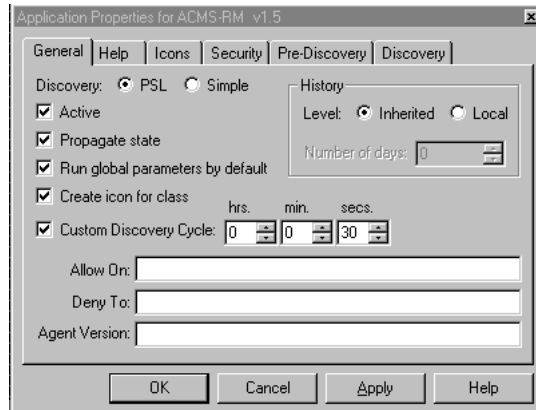 Application Properties for ACMS-RM v1.5
General Help Icons Security Pre-Discovery Discovery
Discovery: PSL Simple
History
Active
Level: Inherited Local
Propagate state
Number of days: 0
Run global parameters by default
Create icon for class
hrs. min. secs.
Custom Discovery Cycle: 0 0 30
Allow On:
Deny To:
Agent Version:
OK Cancel Apply Help